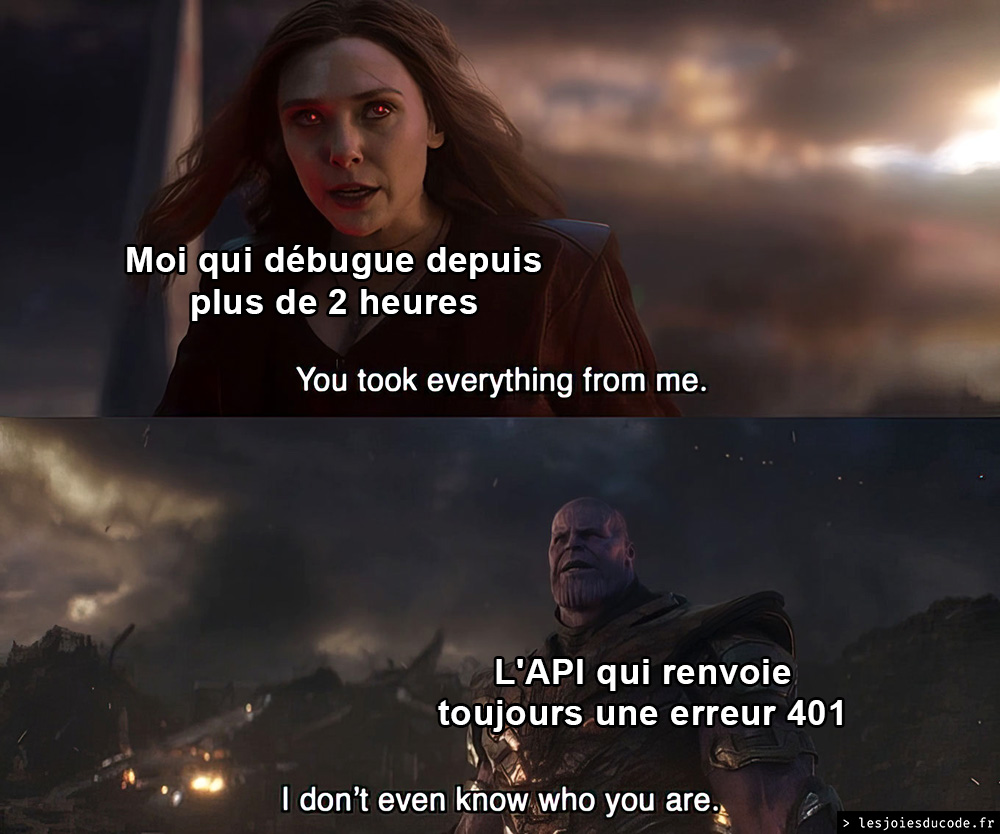 Moi qui débugue depuis
plus de 2 heures
You took everything from me.
L'API qui renvoie
toujours une erreur 401
I don't even know who you are.
> lesjoiesducode.fr